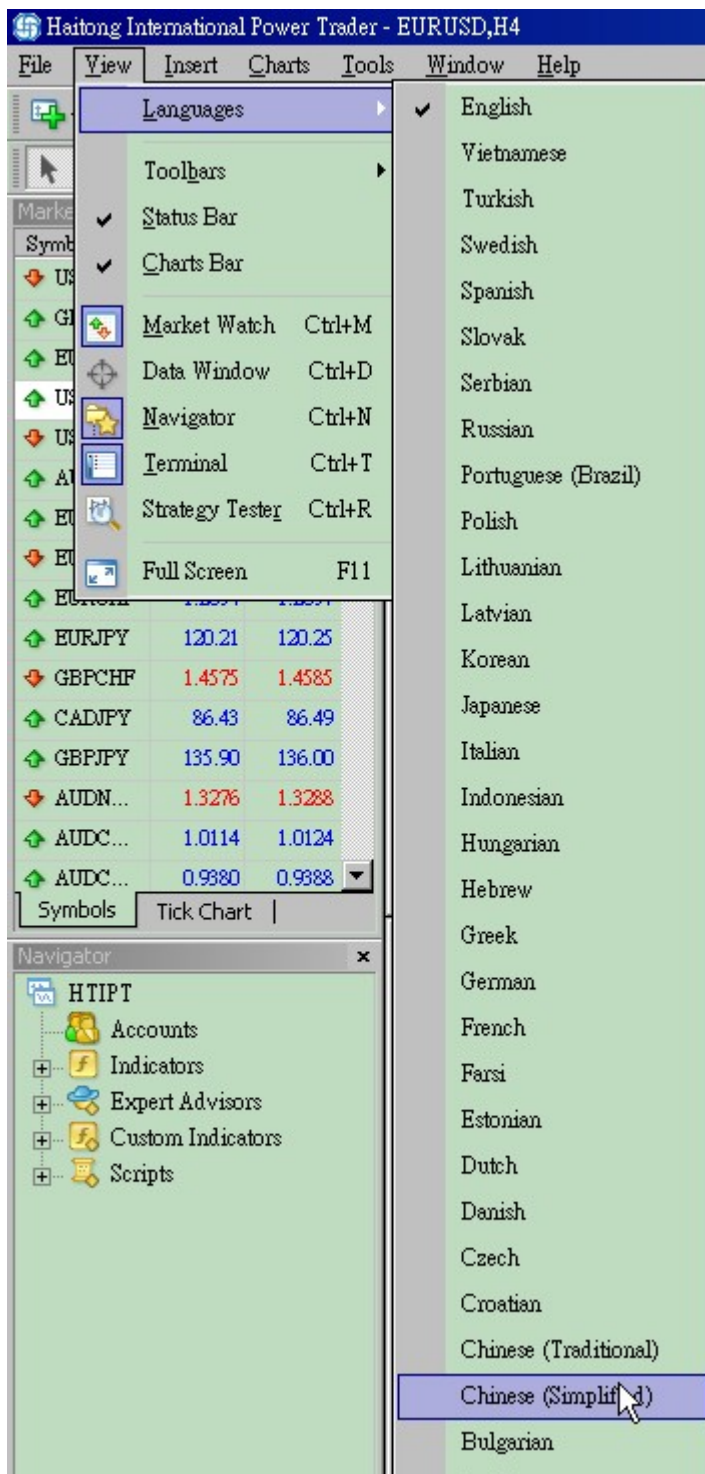 Haitong International Power Trader - EURUSD,H4
File View Insert Charts Tools Window Help
Languages
Toolbars
Status Bar
Charts Bar
Market Watch Ctrl+M
Data Window Ctrl+D
Navigator Ctrl+N
Terminal Ctrl+T
Strategy Tester Ctrl+R
Full Screen F11
English
Vietnamese
Turkish
Swedish
Spanish
Slovak
Serbian
Russian
Portuguese (Brazil)
Polish
Lithuanian
Latvian
Korean
Japanese
Italian
Indonesian
Hungarian
Hebrew
Greek
German
French
Farsi
Estonian
Dutch
Danish
Czech
Croatian
Chinese (Traditional)
Chinese (Simplified)
Bulgarian
EURJPY 120.21 120.25
GBPCHF 1.4575 1.4585
CADJPY 86.43 86.49
GBPJPY 135.90 136.00
AUDN... 1.3276 1.3288
AUDC... 1.0114 1.0124
AUDC... 0.9380 0.9388
Symbols Tick Chart
Navigator
HTIPT
Accounts
Indicators
Expert Advisors
Custom Indicators
Scripts